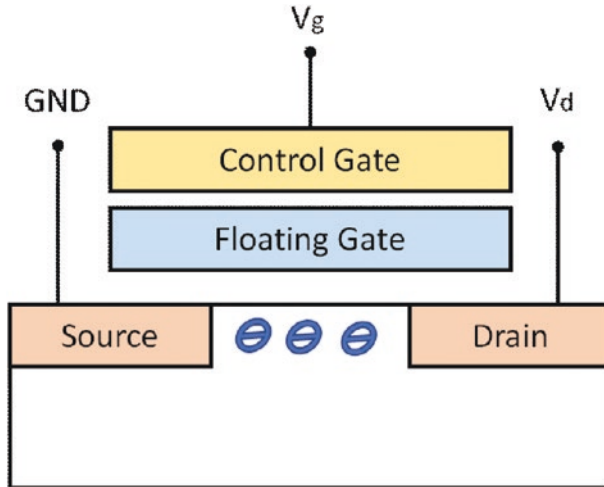 Vg
GND
Vd
Control Gate
Floating Gate
Source
Drain